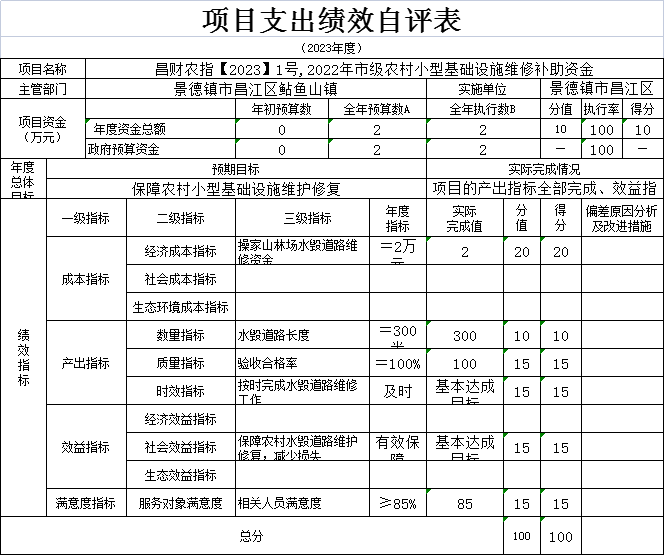 项目支出绩效自评表
（2023年度）
项目名称 昌财农指【2023】1号,2022年市级农村小型基础设施维修补助资金
主管部门 景德镇市昌江区鲇鱼山镇 实施单位 景德镇市昌江区
项目资金（万元） 年初预算数 全年预算数A 全年执行数B 分值 执行率 得分
年度资金总额 0 2 2 10 100 10
政府预算资金 0 2 2 — 100 —
年度总体目标 预期目标 实际完成情况
保障农村小型基础设施维护修复 项目的产出指标全部完成、效益指
绩效指标 一级指标 二级指标 三级指标 年度指标 实际完成值 分值 得分 偏差原因分析及改进措施
成本指标 经济成本指标 操家山林场水毁道路维修资金 ＝2万元 2 20 20
社会成本指标
生态环境成本指标
产出指标 数量指标 水毁道路长度 ＝300米 300 10 10
质量指标 验收合格率 ＝100% 100 15 15
时效指标 按时完成水毁道路维修工作 及时 基本达成目标 15 15
效益指标 经济效益指标
社会效益指标 保障农村水毁道路维护修复，减少损失 有效保障 基本达成目标 15 15
生态效益指标
满意度指标 服务对象满意度 相关人员满意度 ≥85% 85 15 15
总分 100 100